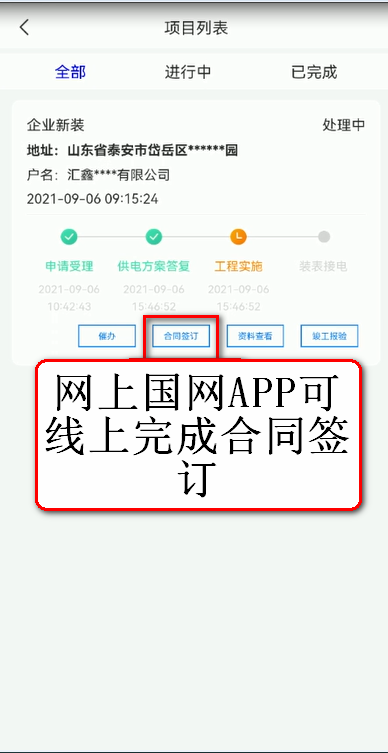 项目列表
全部 进行中 已完成
企业新装 处理中
地址：山东省泰安市岱岳区******园
户名：汇鑫****有限公司
2021-09-06 09:15:24
申请受理 供电方案答复 工程实施 装表接电
2021-09-06 2021-09-06 2021-09-06
10:42:43 15:46:52 15:46:52
催办 合同签订 资料查看 竣工报验
网上国网APP可
线上完成合同签
订